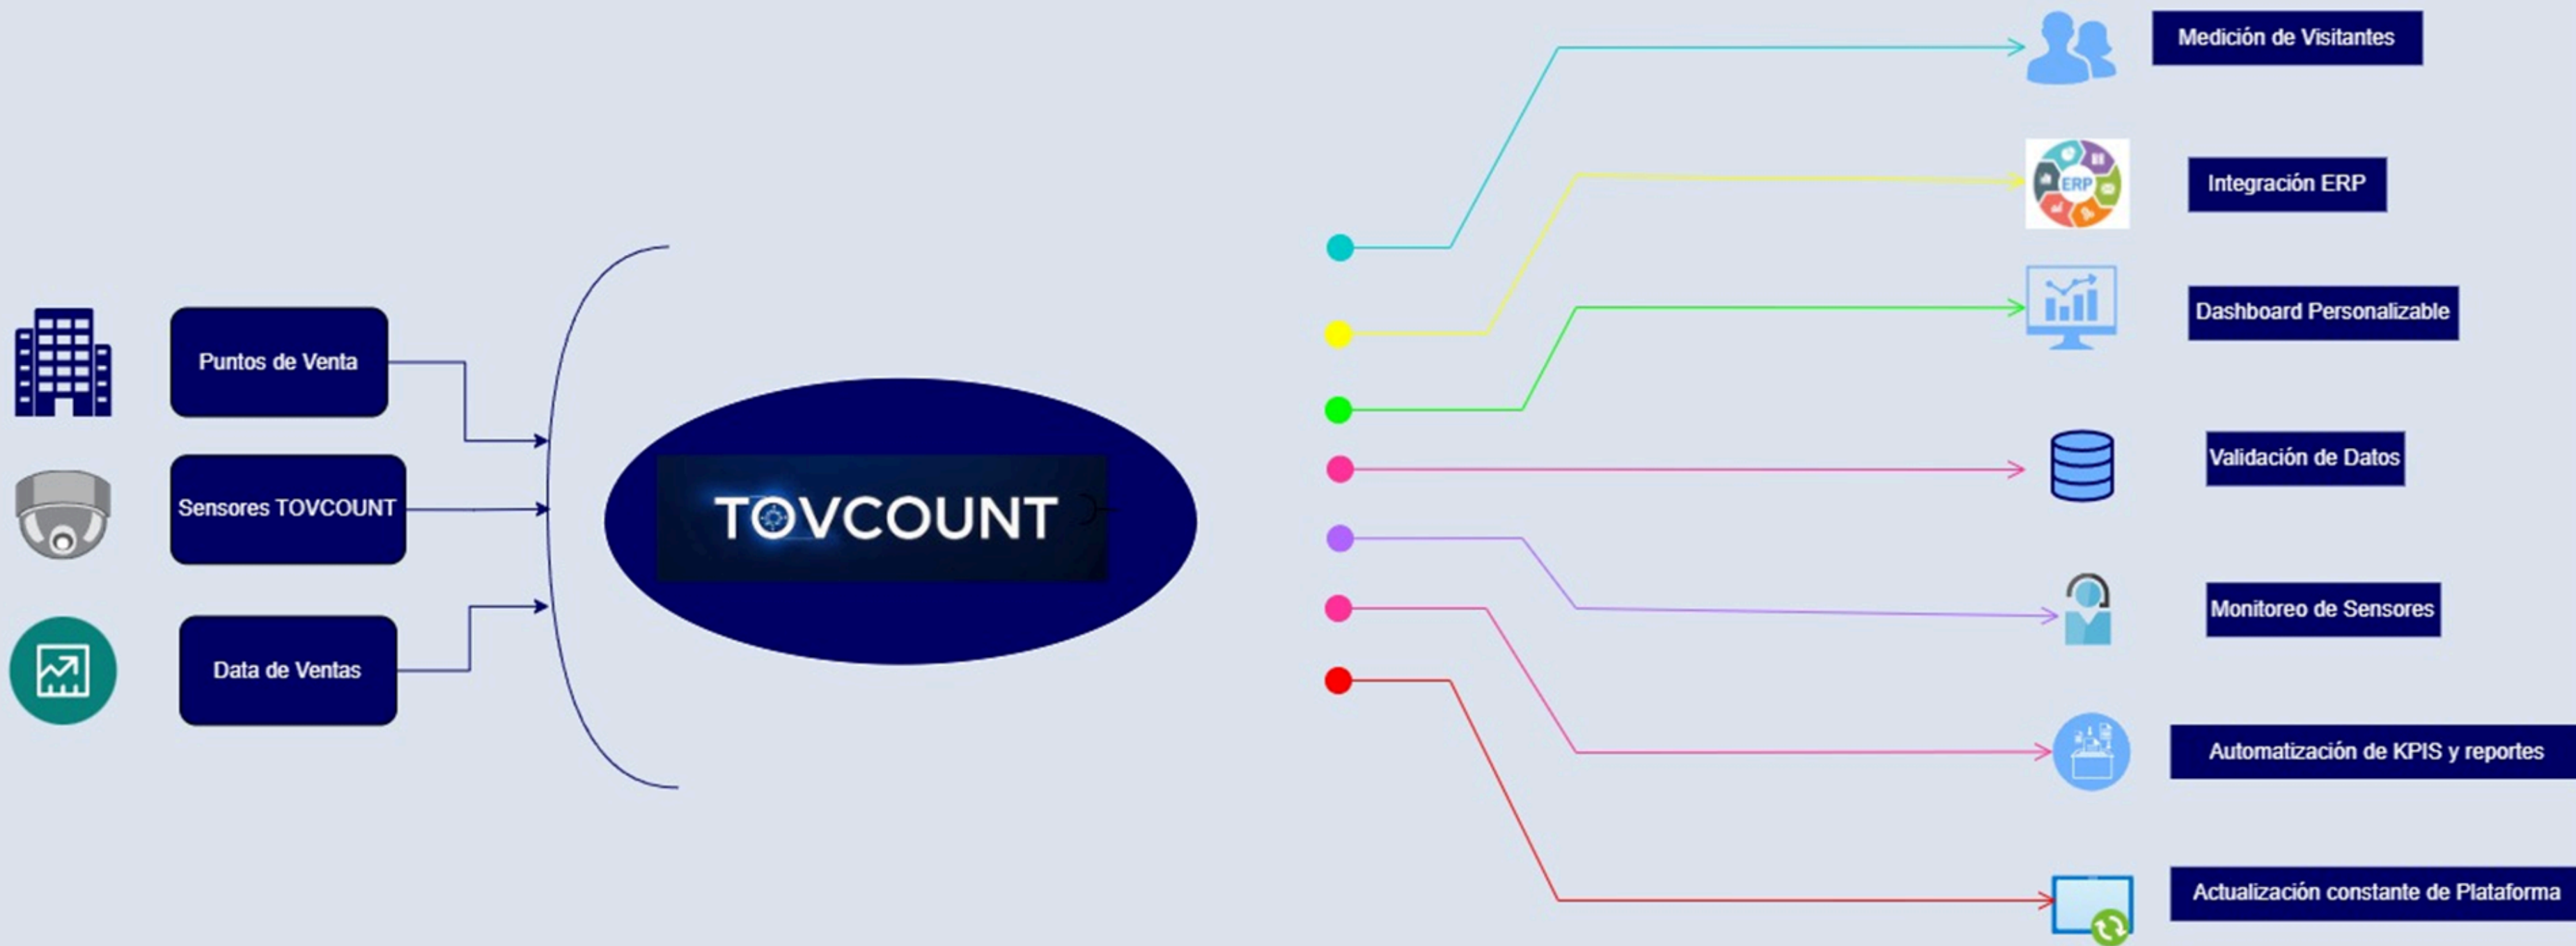 Puntos de Venta
Sensores TOVCOUNT
Data de Ventas
TOVCOUNT
Medición de Visitantes
ERP
Integración ERP
Dashboard Personalizable
Validación de Datos
Monitoreo de Sensores
Automatización de KPIS y reportes
Actualización constante de Plataforma